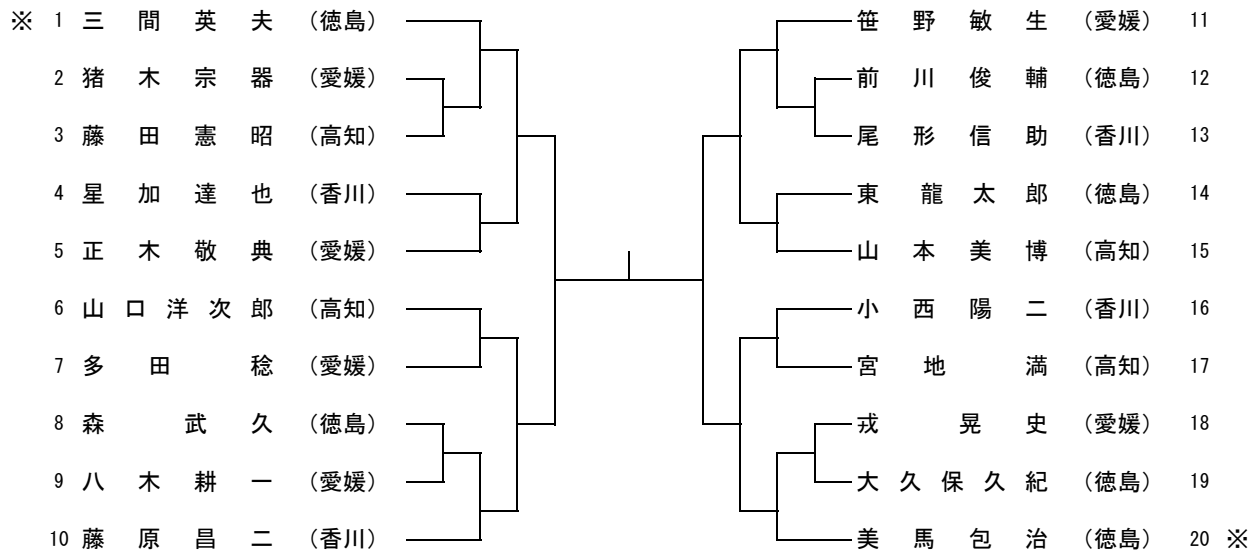 ※ 1 三間英夫 (徳島)
2 猪木宗器 (愛媛)
3 藤田憲昭 (高知)
4 星加達也 (香川)
5 正木敬典 (愛媛)
6 山口洋次郎 (高知)
7 多田稔 (愛媛)
8 森武久 (徳島)
9 八木耕一 (愛媛)
10 藤原昌二 (香川)
笹野敏生 (愛媛) 11
前川俊輔 (徳島) 12
尾形信助 (香川) 13
東龍太郎 (徳島) 14
山本美博 (高知) 15
小西陽二 (香川) 16
宮地満 (高知) 17
戎晃史 (愛媛) 18
大久保久紀 (徳島) 19
美馬包治 (徳島) 20 ※